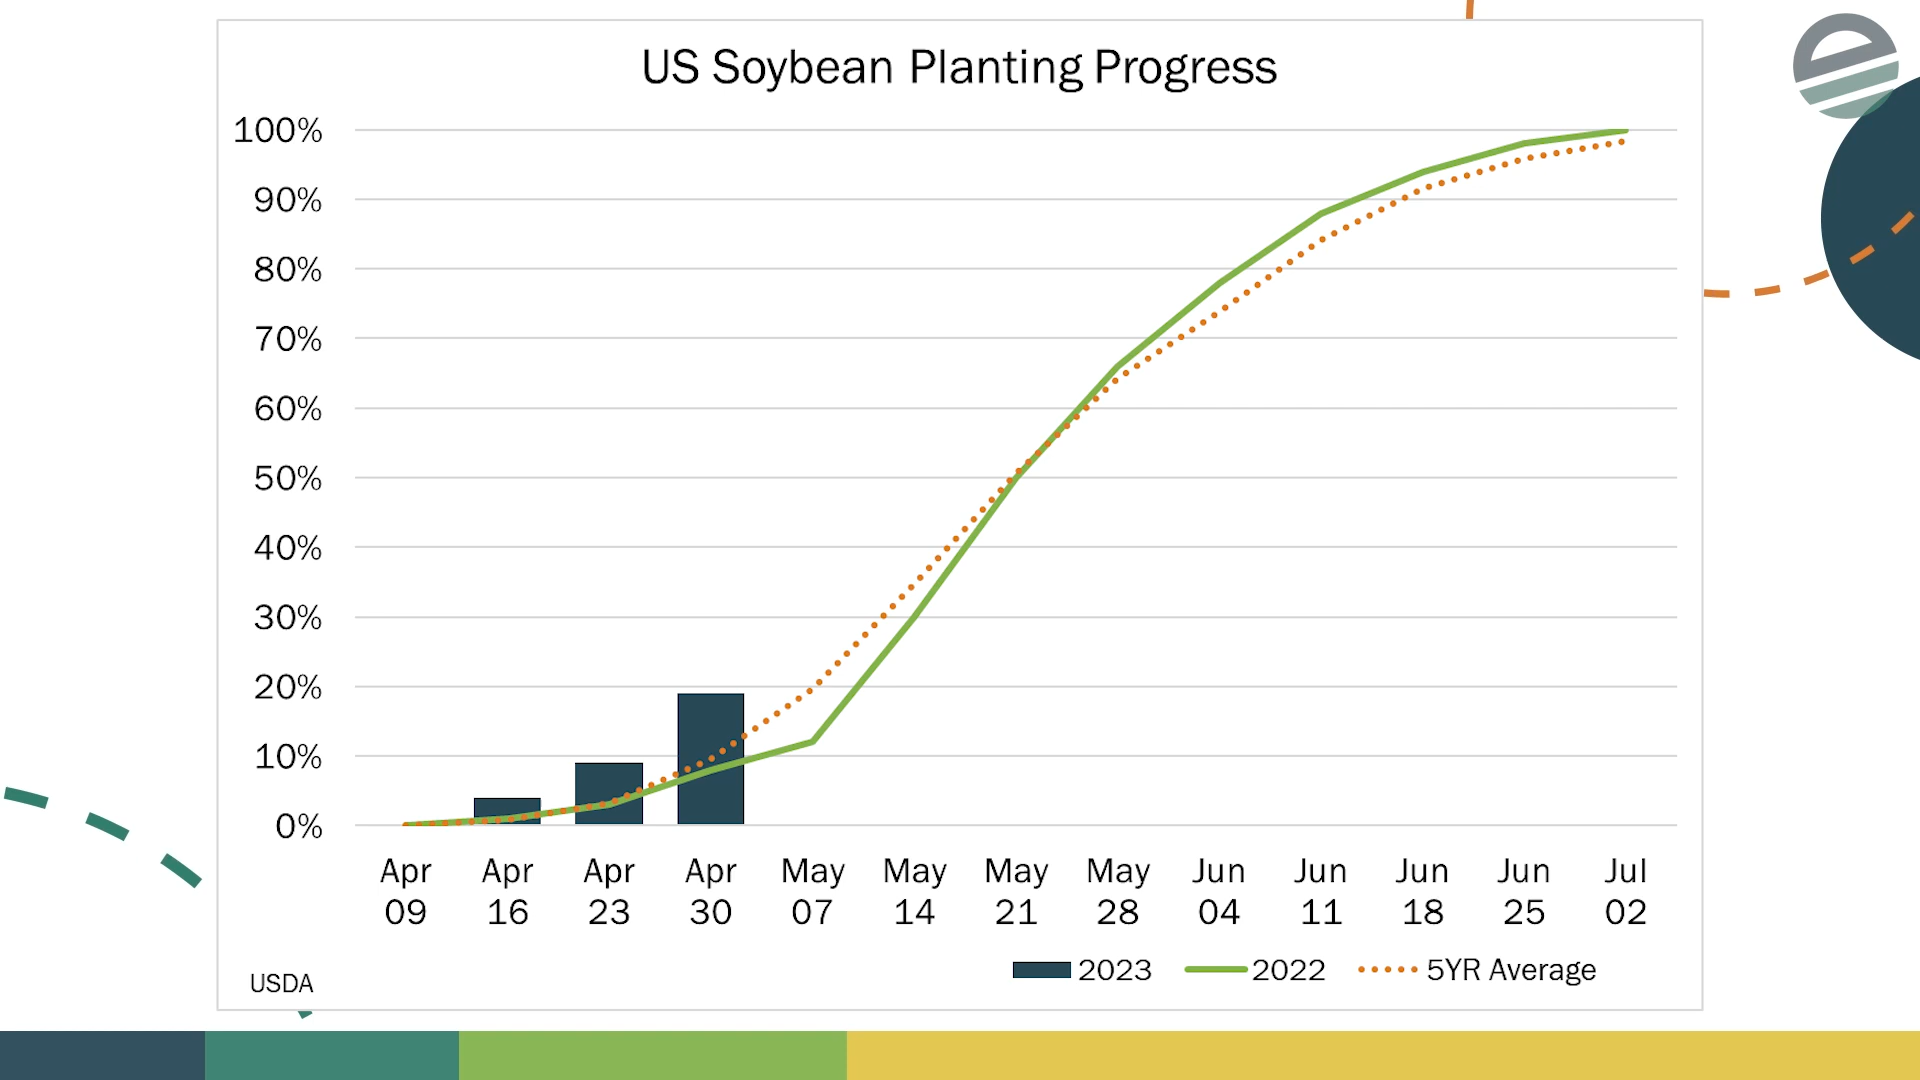 US Soybean Planting Progress
100%
90%
80%
70%
60%
50%
40%
30%
20%
10%
0%
Apr Apr Apr Apr May May May May Jun Jun Jun Jun Jul
09 16 23 30 07 14 21 28 04 11 18 25 02
2023 2022 5YR Average
USDA